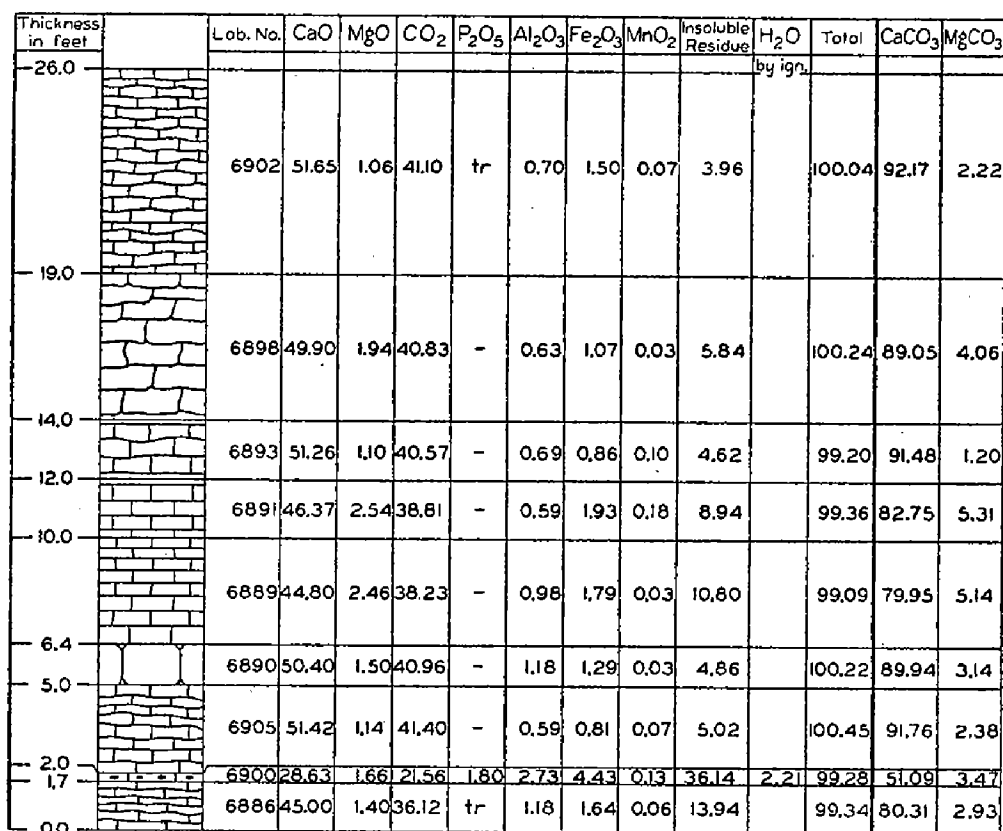 Thickness in feet Lab. No. CaO MgO CO₂ P₂O₅ Al₂O₃ Fe₂O₃ MnO₂ Insoluble Residue H₂O Total CaCO₃ MgCO₃
26.0 by ign.
6902 51.65 1.06 41.10 tr 0.70 1.50 0.07 3.96 100.04 92.17 2.22
19.0
6898 49.90 1.94 40.83 - 0.63 1.07 0.03 5.84 100.24 89.05 4.06
14.0
6893 51.26 1.10 40.57 - 0.69 0.86 0.10 4.62 99.20 91.48 1.20
12.0
6891 46.37 2.54 38.81 - 0.59 1.93 0.18 8.94 99.36 82.75 5.31
10.0
6889 44.80 2.46 38.23 - 0.98 1.79 0.03 10.80 99.09 79.95 5.14
6.4
6890 50.40 1.50 40.96 - 1.18 1.29 0.03 4.86 100.22 89.94 3.14
5.0
6905 51.42 1.14 41.40 - 0.59 0.81 0.07 5.02 100.45 91.76 2.38
2.0
6900 28.63 1.66 21.56 1.80 2.73 4.43 0.13 36.14 2.21 99.28 51.09 3.47
1.7
6886 45.00 1.40 36.12 tr 1.18 1.64 0.06 13.94 99.34 80.31 2.93
0.0